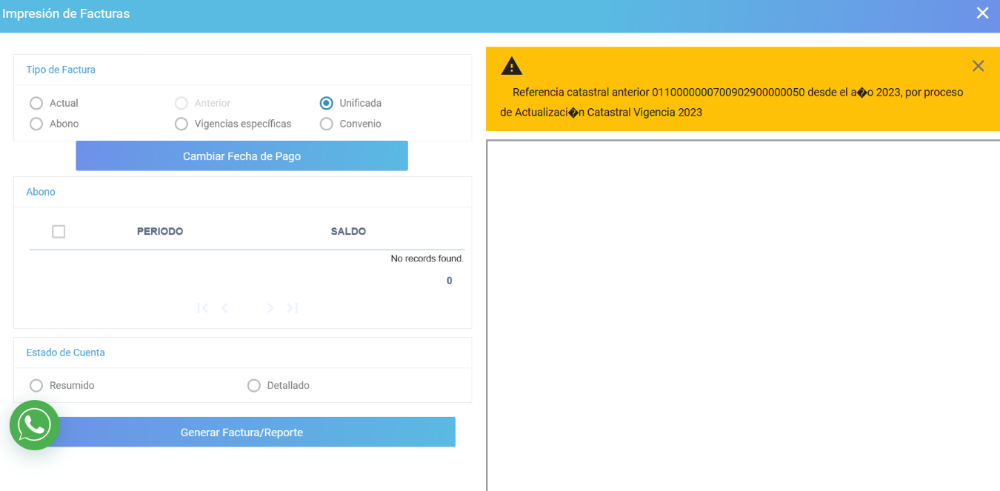 Impresión de Facturas
Tipo de Factura
Actual
Anterior
Unificada
Abono
Vigencias específicas
Convenio
Cambiar Fecha de Pago
Abono
PERIODO
SALDO
No records found.
0
Estado de Cuenta
Resumido
Detallado
Generar Factura/Reporte
Referencia catastral anterior 0110000000700902900000050 desde el a�o 2023, por proceso
de Actualizaci�n Catastral Vigencia 2023